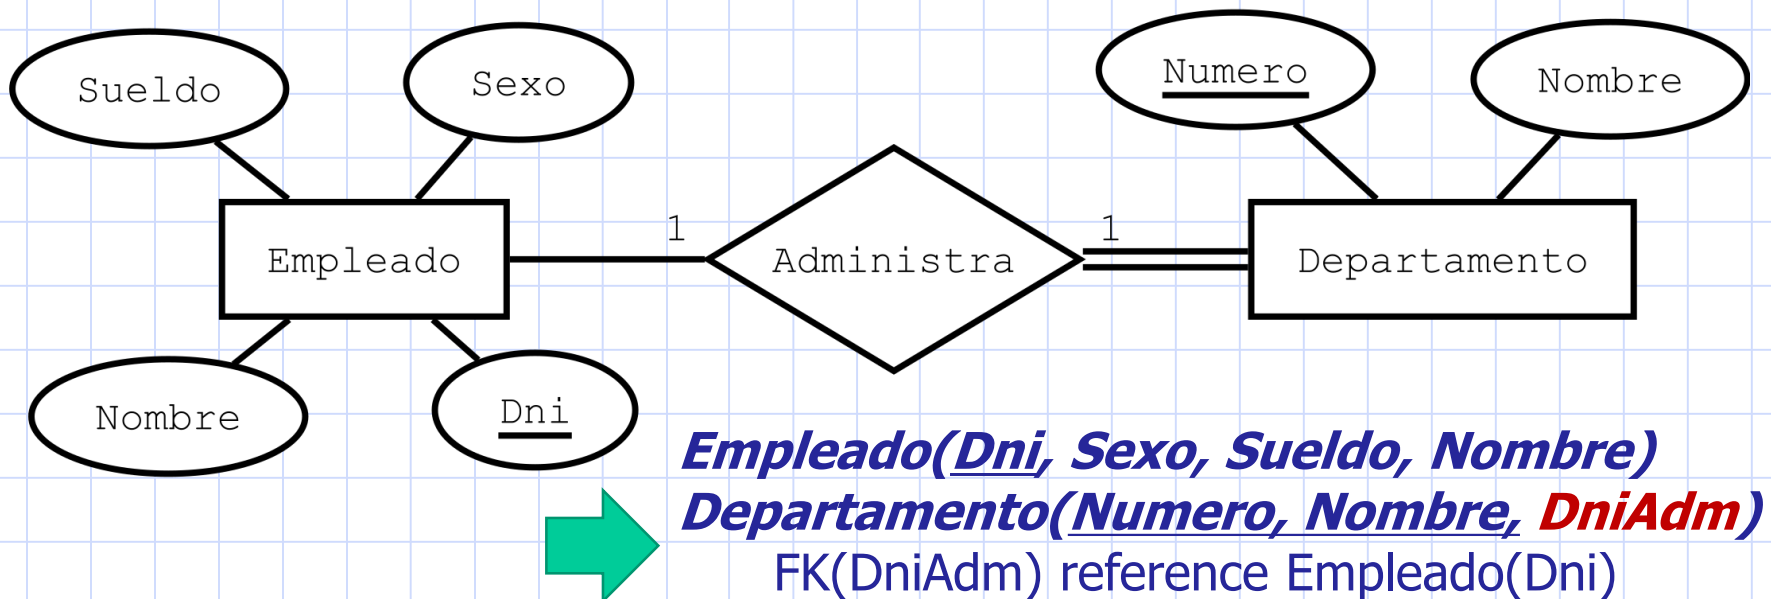 Sueldo
Sexo
Numero
Nombre
1
1
Empleado
Administra
Departamento
Nombre
Dni
Empleado(Dni, Sexo, Sueldo, Nombre)
Departamento(Numero, Nombre, DniAdm)
FK(DniAdm) reference Empleado(Dni)